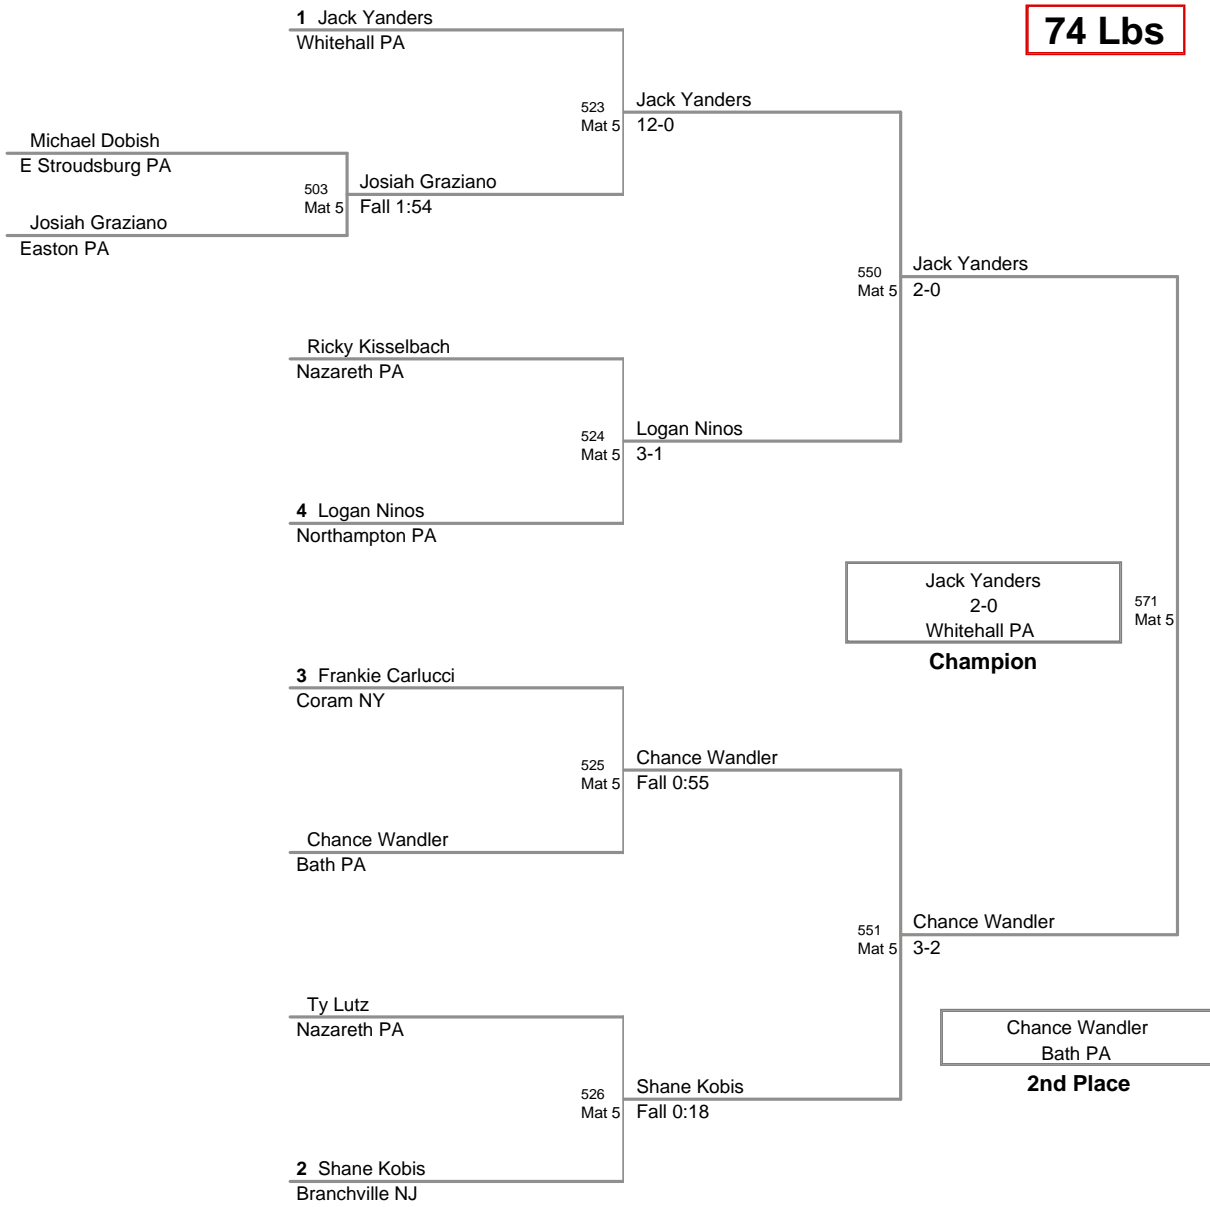 1 Jack Yanders
Whitehall PA
74 Lbs
523
Mat 5
Jack Yanders
12-0
Michael Dobish
E Stroudsburg PA
503
Mat 5
Josiah Graziano
Fall 1:54
Josiah Graziano
Easton PA
550
Mat 5
Jack Yanders
2-0
Ricky Kisselbach
Nazareth PA
524
Mat 5
Logan Ninos
3-1
4 Logan Ninos
Northampton PA
Jack Yanders
2-0
Whitehall PA
Champion
571
Mat 5
3 Frankie Carlucci
Coram NY
525
Mat 5
Chance Wandler
Fall 0:55
Chance Wandler
Bath PA
551
Mat 5
Chance Wandler
3-2
Ty Lutz
Nazareth PA
Chance Wandler
Bath PA
2nd Place
526
Mat 5
Shane Kobis
Fall 0:18
2 Shane Kobis
Branchville NJ